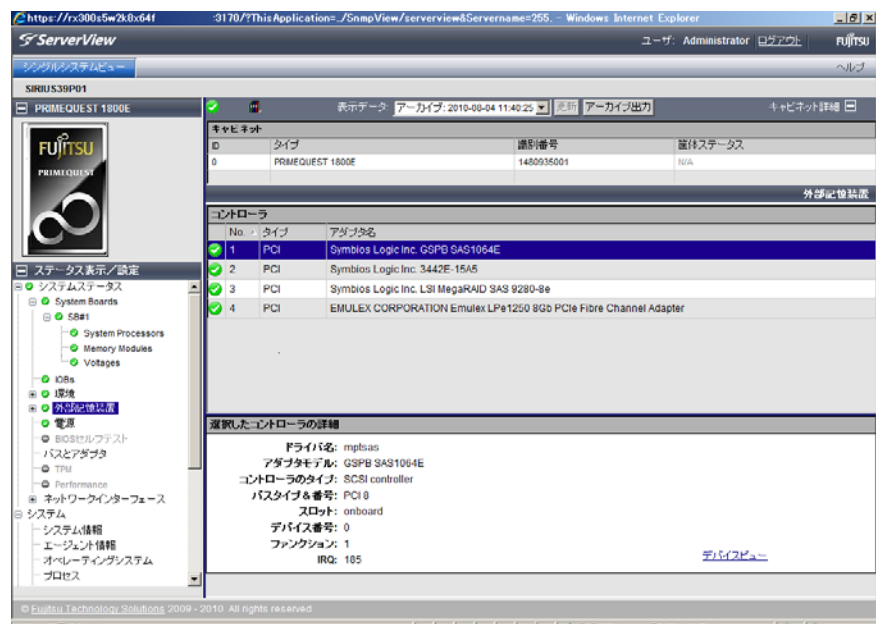 https://rx300s5w2k8x64f :3170/?ThisApplication=_/SnmpView/serverview&Servername=255. - Windows Internet Explorer
ServerView
ユーザ: Administrator ログアウト FUJITSU
シングルシステムビュー ヘルプ
SIRIUS39P01
PRIMEQUEST 1800E
表示データ: アーカイブ: 2010-08-04 11:40:25 更新 アーカイブ出力 キャビネット詳細
FUJITSU
PRIMEQUEST
キャビネット
ID タイプ 識別番号 筐体ステータス
0 PRIMEQUEST 1800E 1480935001 N/A
外部記憶装置
コントローラ
No. タイプ アダプタ名
1 PCI Symbios Logic Inc. GSPB SAS1064E
2 PCI Symbios Logic Inc. 3442E-15A5
3 PCI Symbios Logic Inc. LSI MegaRAID SAS 9280-8e
4 PCI EMULEX CORPORATION Emulex LPe1250 8Gb PCIe Fibre Channel Adapter
ステータス表示/設定
システムステータス
System Boards
SB#1
System Processors
Memory Modules
Voltages
IOBs
環境
外部記憶装置
電源
BIOSセルフテスト
バスとアダプタ
TPM
Performance
ネットワークインターフェース
システム
システム情報
エージェント情報
オペレーティングシステム
プロセス
選択したコントローラの詳細
ドライバ名: mptsas
アダプタモデル: GSPB SAS1064E
コントローラのタイプ: SCSI controller
バスタイプ&番号: PCI 8
スロット: onboard
デバイス番号: 0
ファンクション: 1
IRQ: 185
デバイスビュー
© Fujitsu Technology Solutions 2009 - 2010 All rights reserved